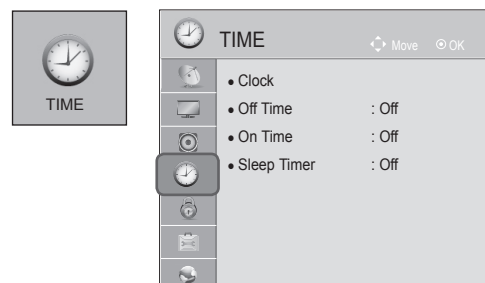 TIME
TIME Move OK
• Clock
• Off Time : Off
• On Time : Off
• Sleep Timer : Off